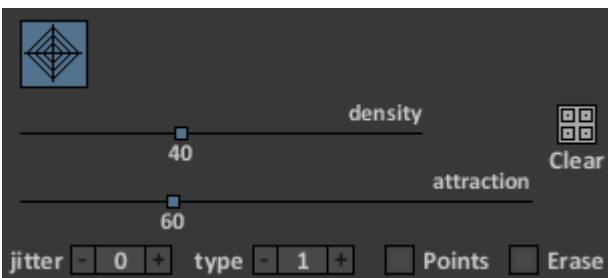 density
40
Clear
attraction
60
jitter - 0 + type - 1 + Points Erase